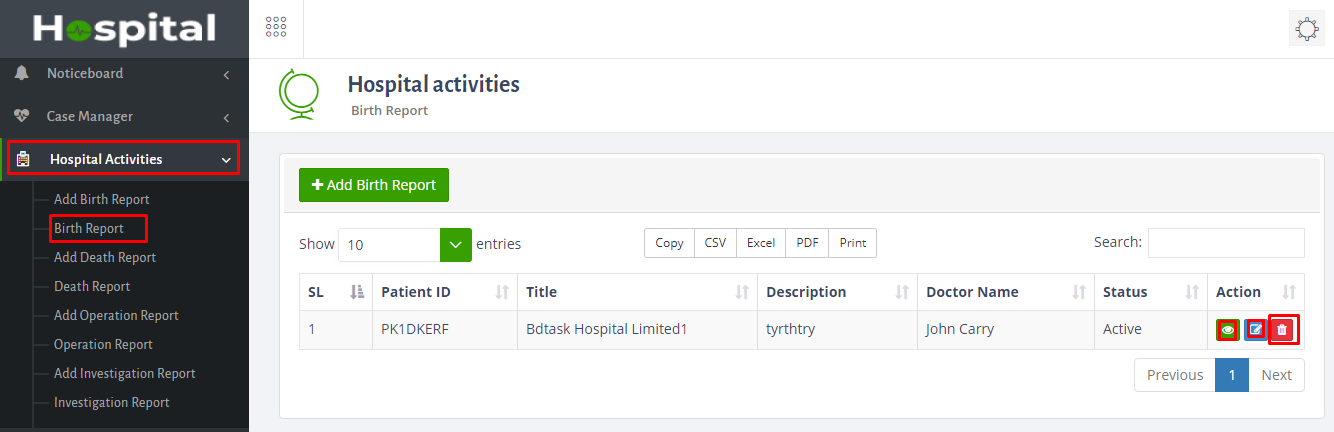 Hospital
Noticeboard
Case Manager
Hospital Activities
Add Birth Report
Birth Report
Add Death Report
Death Report
Add Operation Report
Operation Report
Add Investigation Report
Investigation Report
Hospital activities
Birth Report
Add Birth Report
Show 10 entries Copy CSV Excel PDF Print Search:
SL Patient ID Title Description Doctor Name Status Action
1 PK1DKERF Bdtask Hospital Limited1 tyrthtry John Carry Active
Previous 1 Next